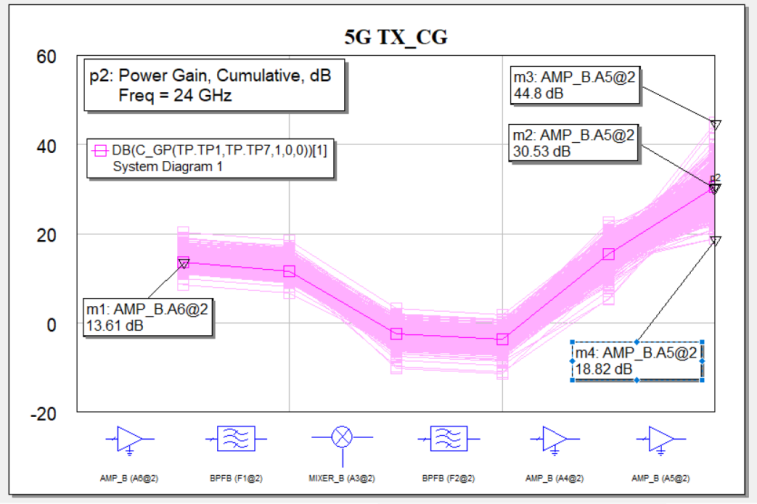 5G TX_CG
60
p2: Power Gain, Cumulative, dB
Freq = 24 GHz
m3: AMP_B.A5@2
44.8 dB
40
DB(C_GP(TP.TP1,TP.TP7,1,0,0))[1]
System Diagram 1
m2: AMP_B.A5@2
30.53 dB
p2
20
m1: AMP_B.A6@2
13.61 dB
0
m4: AMP_B.A5@2
18.82 dB
-20
AMP_B (A6@2)
BPFB (F1@2)
MIXER_B (A3@2)
BPFB (F2@2)
AMP_B (A4@2)
AMP_B (A5@2)